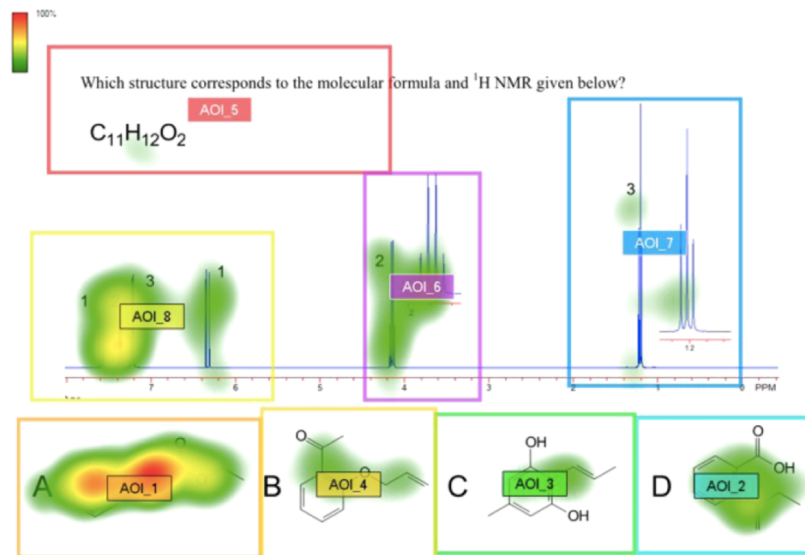 100%
Which structure corresponds to the molecular formula and ¹H NMR given below?
AOI_5
C₁₁H₁₂O₂
3
AOI_7
1 3 1 2
AOI_8
AOI_6
2
1 2
7 6 5 4 3 2 1 0 PPM
A
AOI_1
O
B
O
O
AOI_4
C
OH
AOI_3
OH
D
O
OH
AOI_2